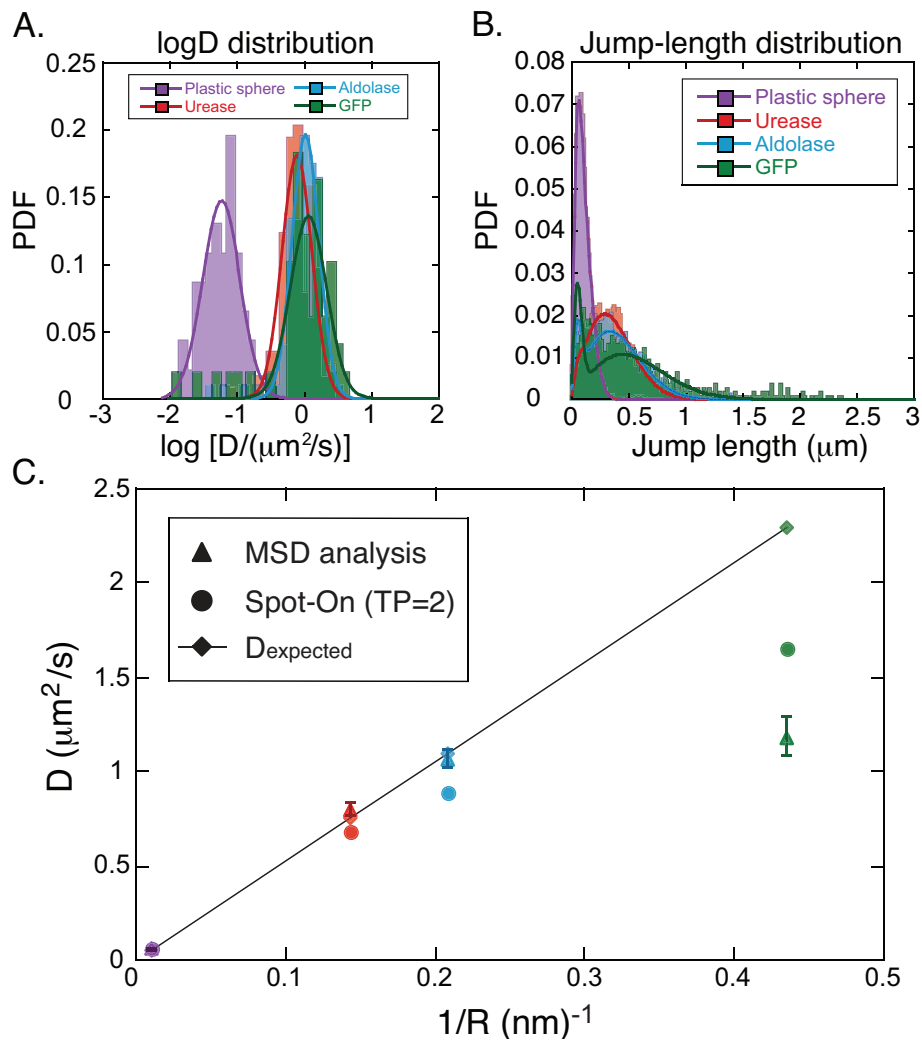 A.
logD distribution
PDF
0.25
0.2
0.15
0.1
0.05
0
Plastic sphere
Urease
Aldolase
GFP
-3 -2 -1 0 1 2
log [D/(μm²/s)]
B.
Jump-length distribution
PDF
0.08
0.07
0.06
0.05
0.04
0.03
0.02
0.01
0
Plastic sphere
Urease
Aldolase
GFP
0 0.5 1 2 2 2.5 3
Jump length (μm)
C.
D (μm²/s)
2.5
2
1.5
1
0.5
0
MSD analysis
Spot-On (TP=2)
Dexpected
0 0.1 0.2 0.3 0.4 0.5
1/R (nm)⁻¹